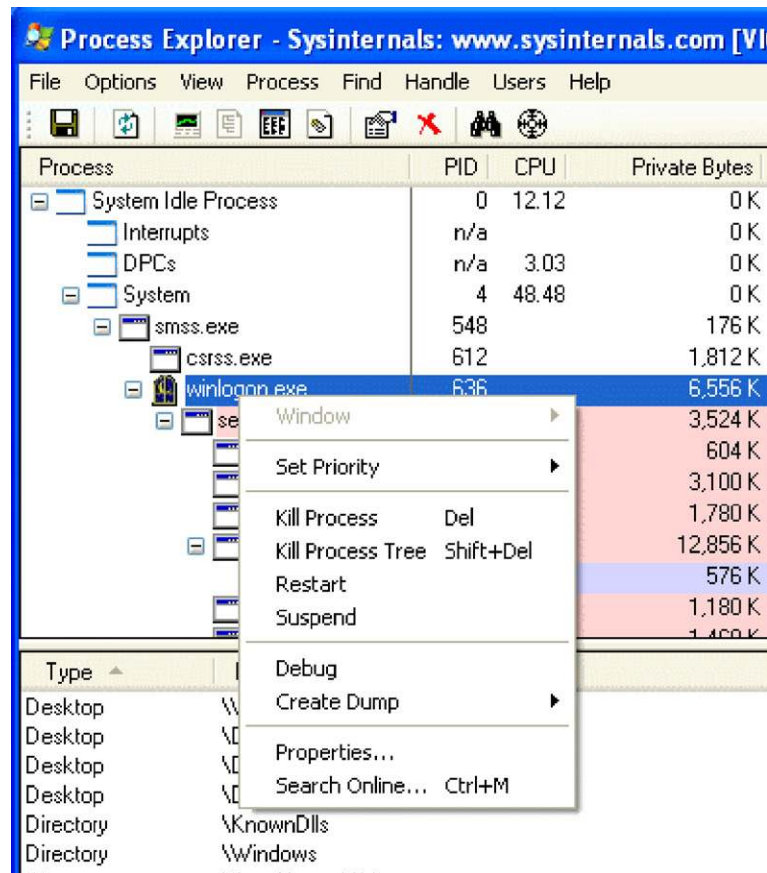 Process Explorer - Sysinternals: www.sysinternals.com [VI
File Options View Process Find Handle Users Help
Process PID CPU Private Bytes
System Idle Process 0 12.12 0 K
Interrupts n/a 0 K
DPCs n/a 3.03 0 K
System 4 48.48 0 K
smss.exe 548 176 K
csrss.exe 612 1,812 K
winlogon.exe 636 6,556 K
se 3,524 K
604 K
3,100 K
1,780 K
12,856 K
576 K
1,180 K
Window
Set Priority
Kill Process Del
Kill Process Tree Shift+Del
Restart
Suspend
Debug
Create Dump
Properties...
Search Online... Ctrl+M
Type
Desktop
Desktop
Desktop
Desktop
Directory \KnownDlls
Directory \Windows